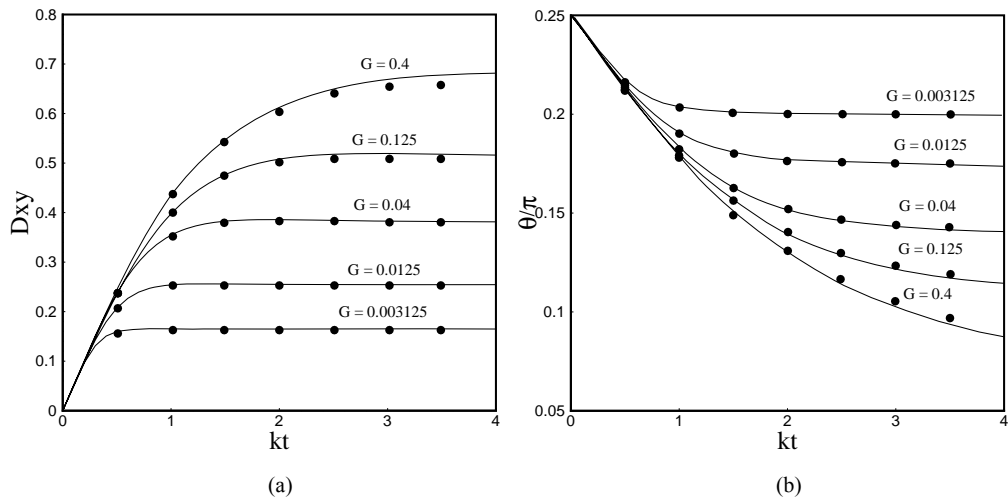 0.8
0.7
0.6
0.5
0.4
0.3
0.2
0.1
0
Dxy
G = 0.4
G = 0.125
G = 0.04
G = 0.0125
G = 0.003125
0 1 2 3 4
kt
(a)
0.25
0.2
0.15
0.1
0.05
θ/π
G = 0.003125
G = 0.0125
G = 0.04
G = 0.125
G = 0.4
0 1 2 3 4
kt
(b)